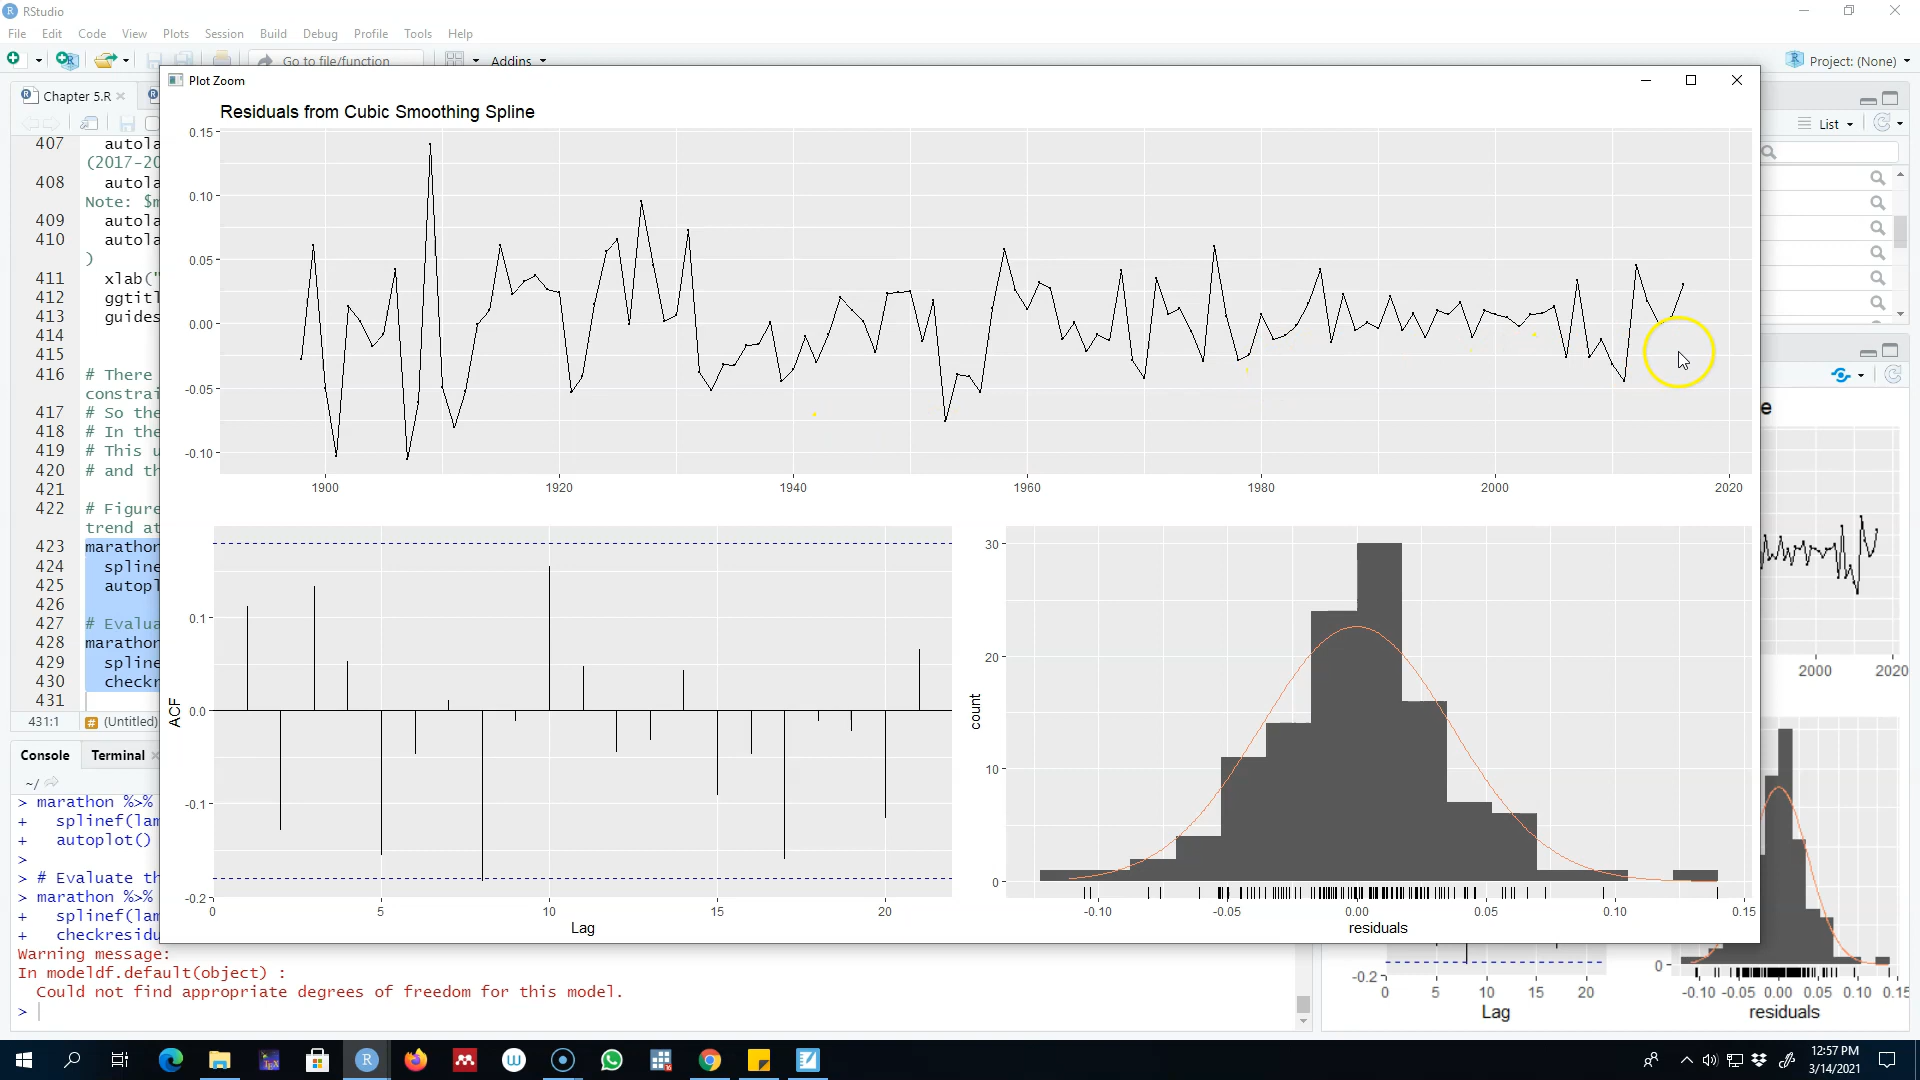 RStudio
File Edit Code View Plots Session Build Debug Profile Tools Help
Go to file/function Addins Project: (None)
Plot Zoom
Chapter 5.R
List
Residuals from Cubic Smoothing Spline
0.15
0.10
0.05
0.00
-0.05
-0.10
1900 1920 1940 1960 1980 2000 2020
407 autola
(2017-20
408 autola
Note: $m
409 autola
410 autola
)
411 xlab("
412 ggtitl
413 guides
414
415
416 # There
constrai
417 # So the
418 # In the
419 # This u
420 # and th
421
422 # Figure
trend at
423 marathon
424 spline
425 autopl
426
427 # Evalua
428 marathon
429 spline
430 checkr
431
431:1 # (Untitled)
ACF
0.1
0.0
-0.1
-0.2
0 5 10 15 20
Lag
count
30
20
10
0
-0.10 -0.05 0.00 0.05 0.10 0.15
residuals
e
2000 2020
-0.2
0 5 10 15 20
Lag
0
-0.10 -0.05 0.00 0.05 0.10 0.15
residuals
Console Terminal
~/
> marathon %>%
+ splinef(lam
+ autoplot()
>
> # Evaluate th
> marathon %>%
+ splinef(lam
+ checkresidu
Warning message:
In modeldf.default(object) :
Could not find appropriate degrees of freedom for this model.
>
12:57 PM
3/14/2021